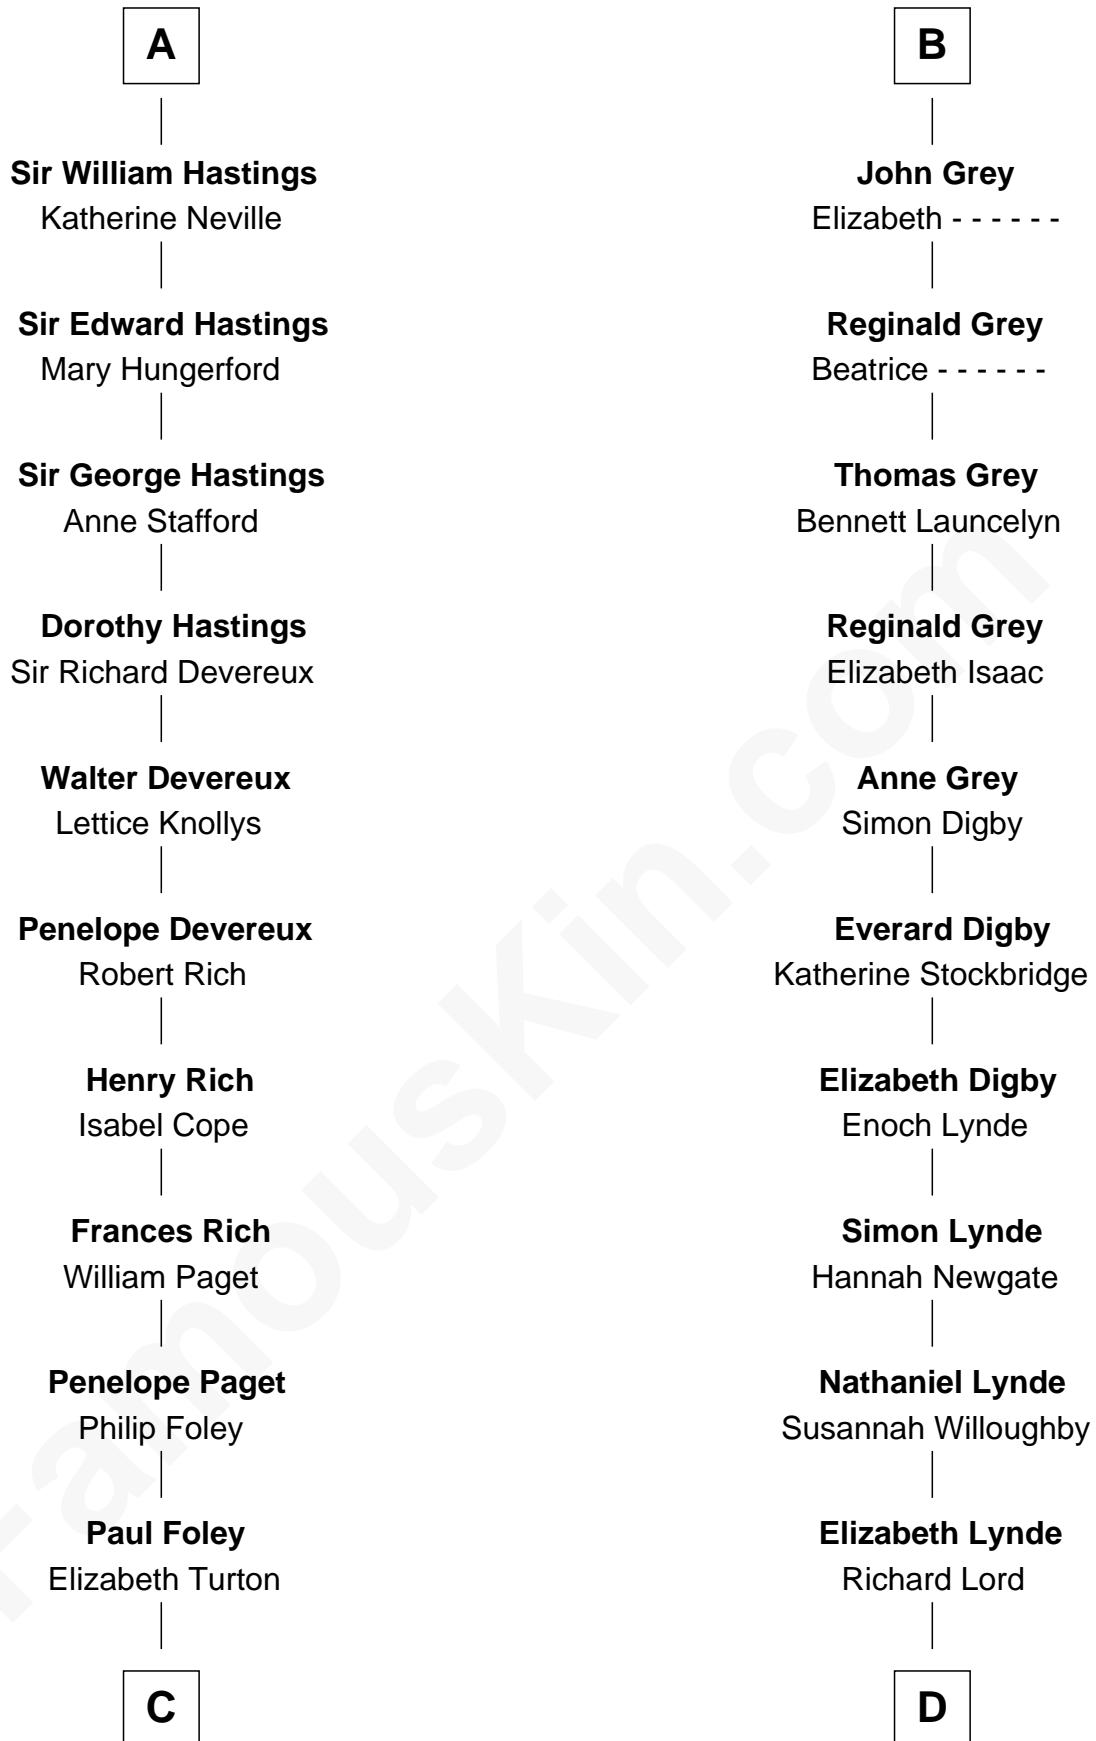 A
Sir William Hastings
Katherine Neville
Sir Edward Hastings
Mary Hungerford
Sir George Hastings
Anne Stafford
Dorothy Hastings
Sir Richard Devereux
Walter Devereux
Lettice Knollys
Penelope Devereux
Robert Rich
Henry Rich
Isabel Cope
Frances Rich
William Paget
Penelope Paget
Philip Foley
Paul Foley
Elizabeth Turton
C
B
John Grey
Elizabeth - - - - - -
Reginald Grey
Beatrice - - - - - -
Thomas Grey
Bennett Launcelyn
Reginald Grey
Elizabeth Isaac
Anne Grey
Simon Digby
Everard Digby
Katherine Stockbridge
Elizabeth Digby
Enoch Lynde
Simon Lynde
Hannah Newgate
Nathaniel Lynde
Susannah Willoughby
Elizabeth Lynde
Richard Lord
D
FamousKin.com